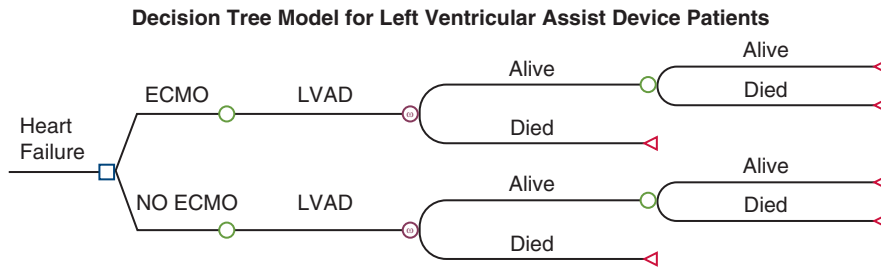 Decision Tree Model for Left Ventricular Assist Device Patients
Heart
Failure
ECMO
LVAD
Alive
Alive
Died
Died
NO ECMO
LVAD
Alive
Alive
Died
Died
ω
ω